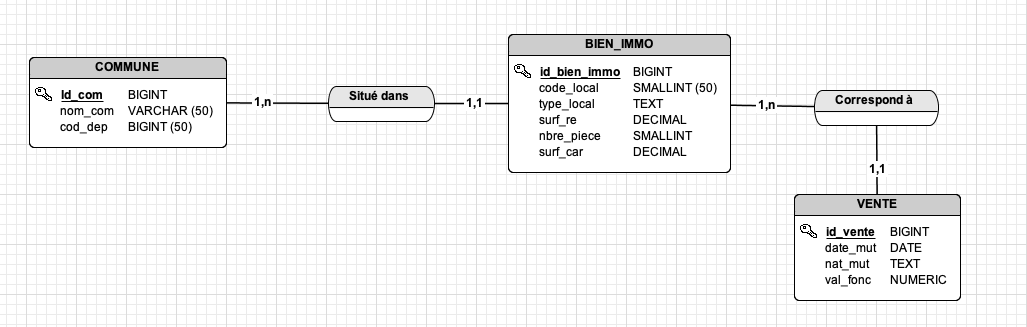 COMMUNE
Id_com BIGINT
nom_com VARCHAR (50)
cod_dep BIGINT (50)
1,n
Situé dans
1,1
BIEN_IMMO
id_bien_immo BIGINT
code_local SMALLINT (50)
type_local TEXT
surf_re DECIMAL
nbre_piece SMALLINT
surf_car DECIMAL
1,n
Correspond à
1,1
VENTE
id_vente BIGINT
date_mut DATE
nat_mut TEXT
val_fonc NUMERIC